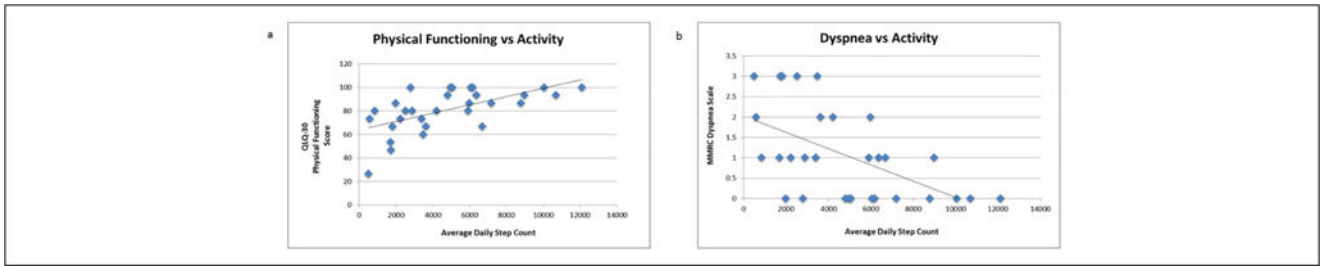 a
Physical Functioning vs Activity
QLQ-30
Physical Functioning
Score
120
100
80
60
40
20
0
0 2000 4000 6000 8000 10000 12000 14000
Average Daily Step Count
b
Dyspnea vs Activity
MMRC Dyspnea Scale
3.5
3
2.5
2
1.5
1
0.5
0
0 2000 4000 6000 8000 10000 12000 14000
Average Daily Step Count